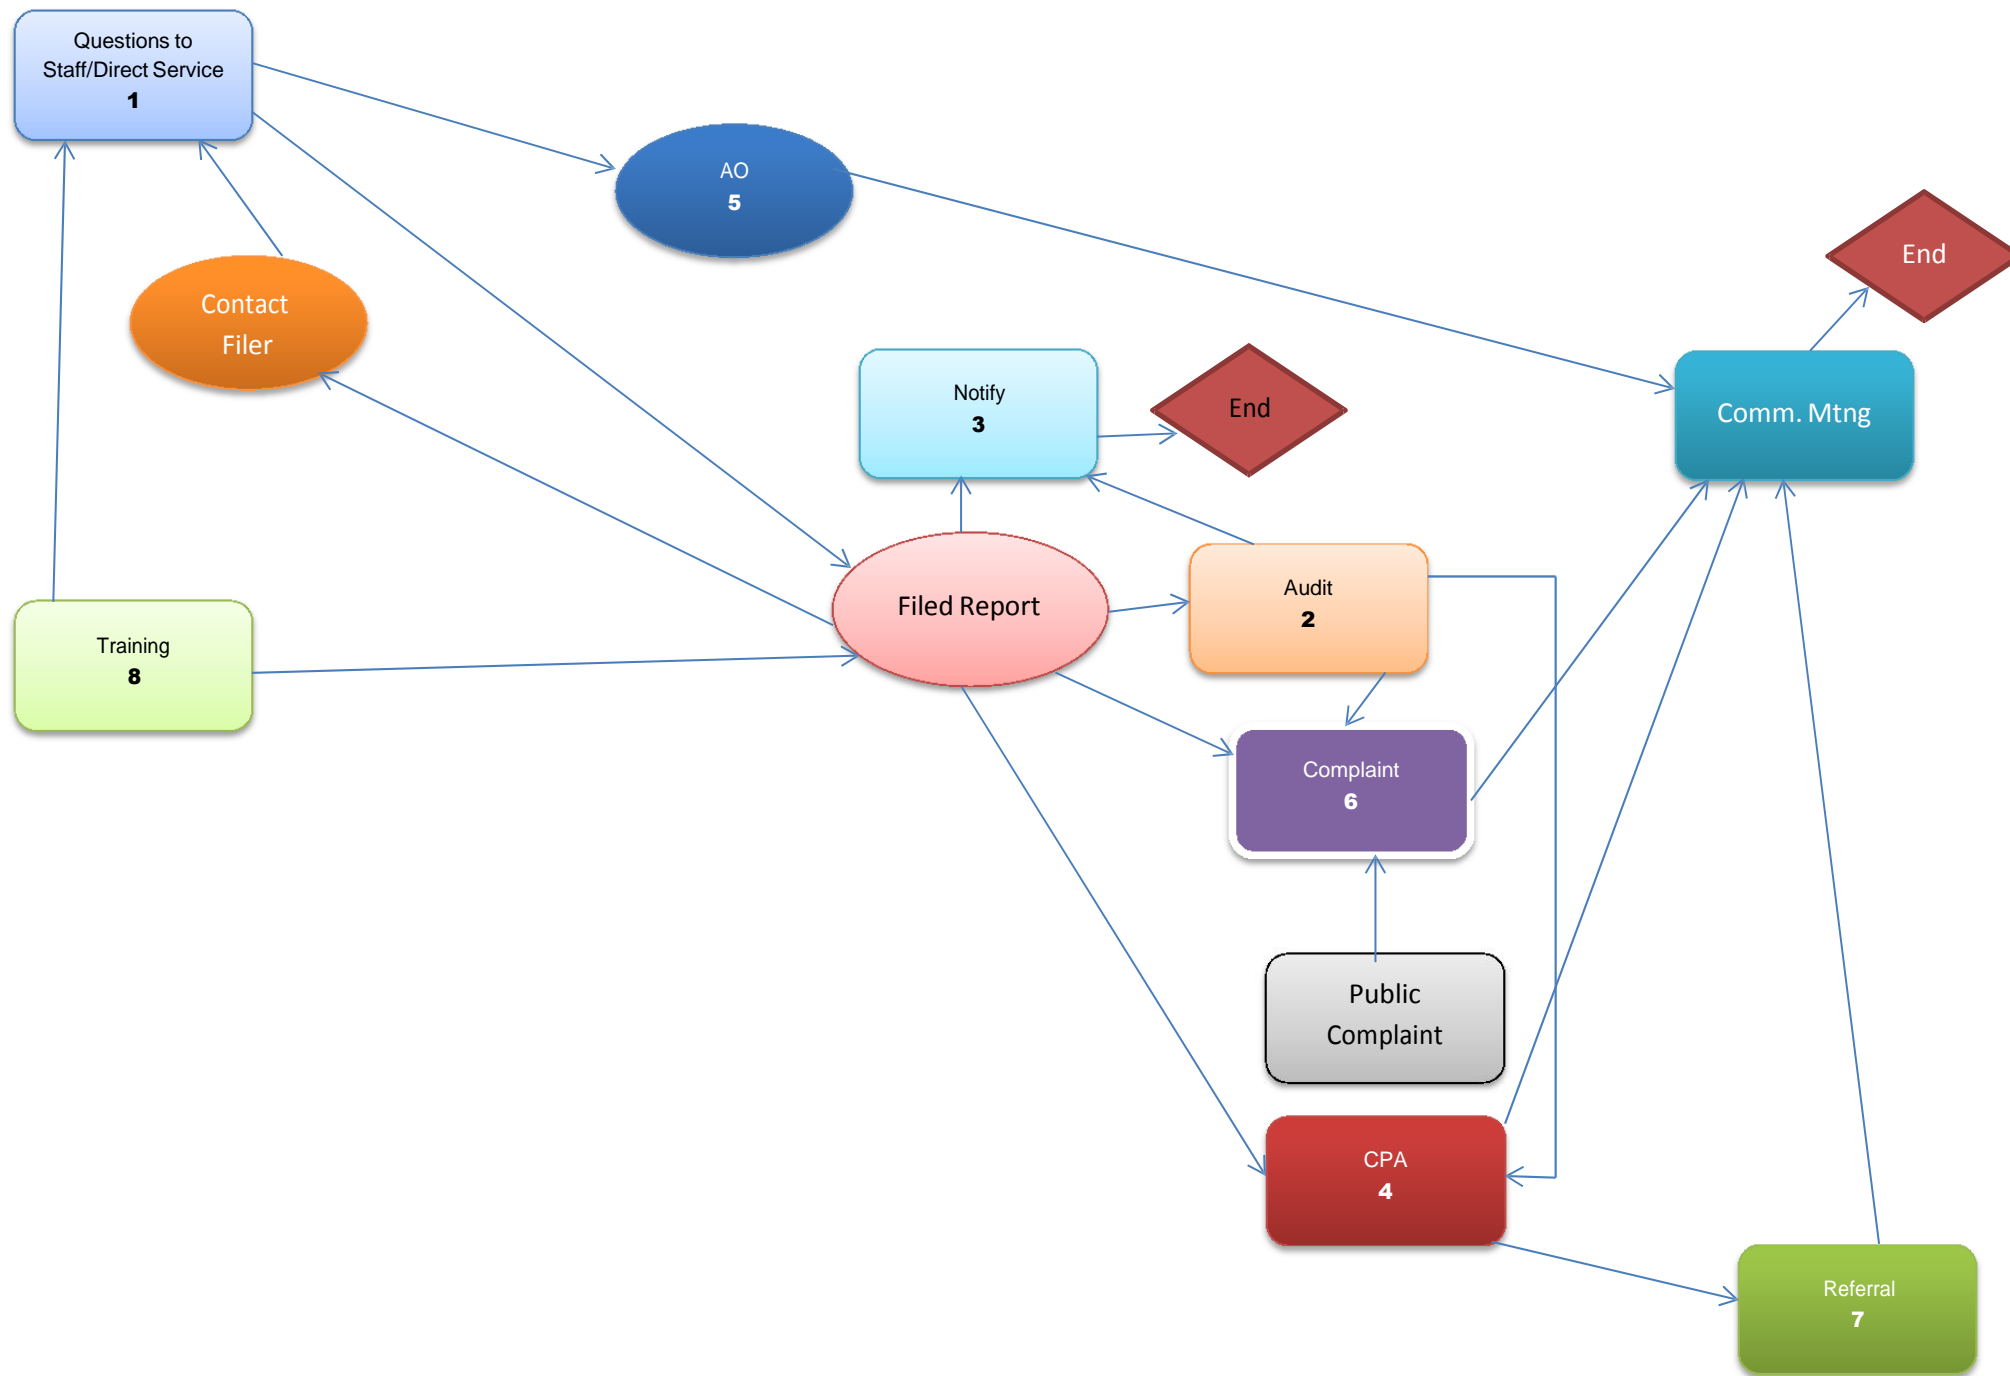 Questions to
Staff/Direct Service
1
AO
5
End
Contact
Filer
Notify
3
End
Comm. Mtng
Filed Report
Audit
2
Training
8
Complaint
6
Public
Complaint
CPA
4
Referral
7